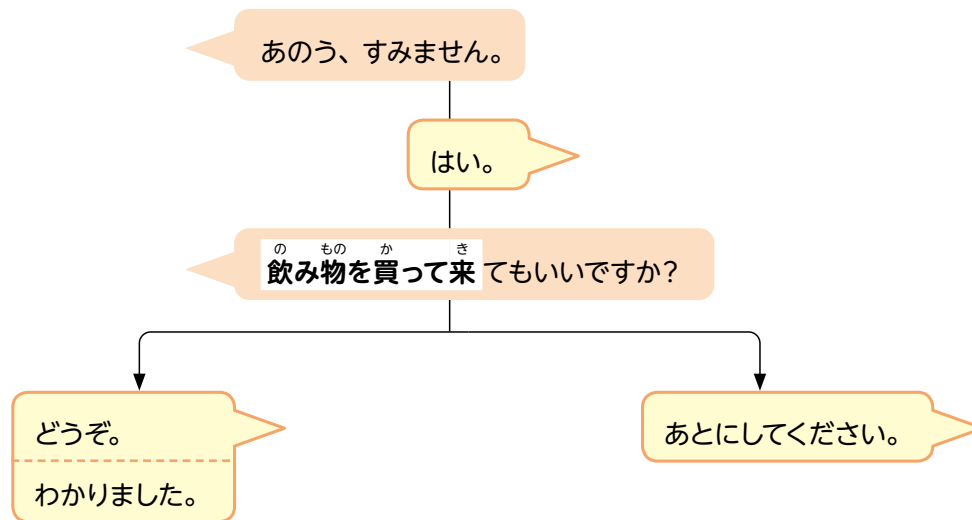 あのう、すみません。
はい。
の もの か き
飲み物を買って来てもいいですか？
どうぞ。
わかりました。
あとにしてください。